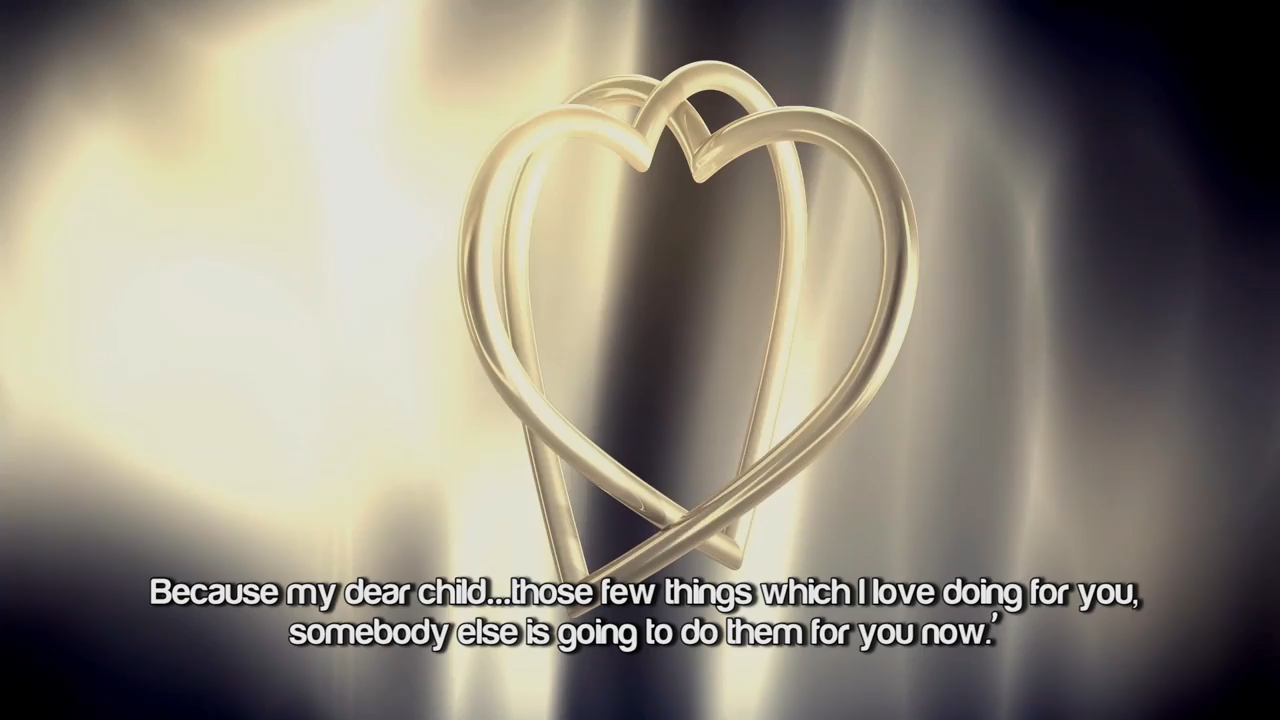 Because my dear child...those few things which I love doing for you,
somebody else is going to do them for you now.'